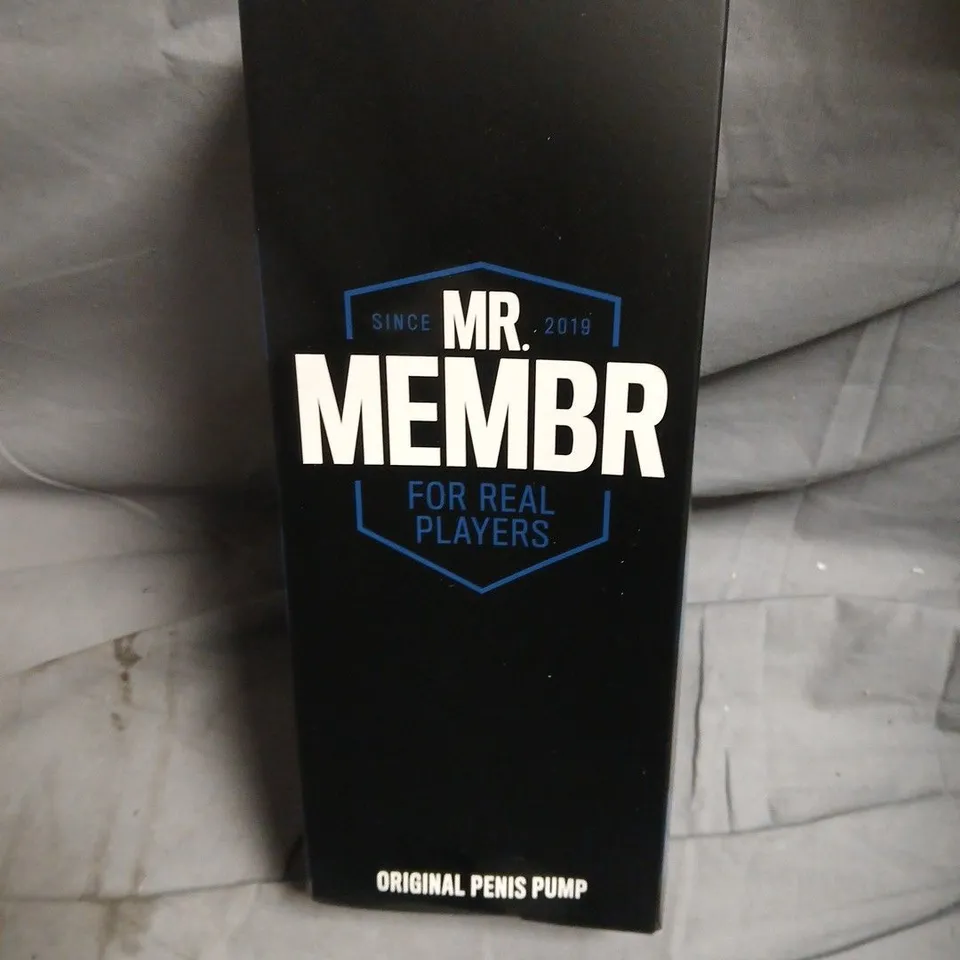 SINCE MR. 2019
MEMBR
FOR REAL
PLAYERS
ORIGINAL PENIS PUMP